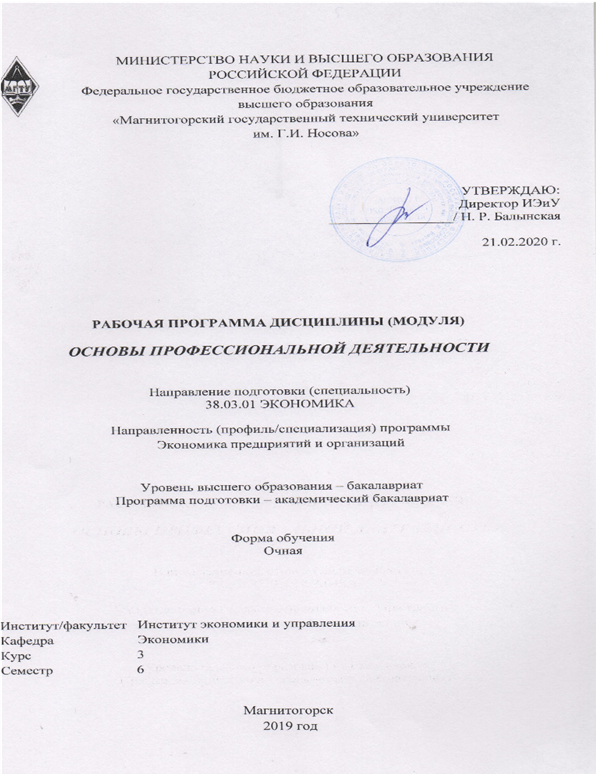 МИНИСТЕРСТВО НАУКИ И ВЫСШЕГО ОБРАЗОВАНИЯ
РОССИЙСКОЙ ФЕДЕРАЦИИ
Федеральное государственное бюджетное образовательное учреждение
высшего образования
«Магнитогорский государственный технический университет
им. Г.И. Носова»
МГТУ
УТВЕРЖДАЮ:
Директор ИЭиУ
/ Н. Р. Балынская
21.02.2020 г.
РАБОЧАЯ ПРОГРАММА ДИСЦИПЛИНЫ (МОДУЛЯ)
ОСНОВЫ ПРОФЕССИОНАЛЬНОЙ ДЕЯТЕЛЬНОСТИ
Направление подготовки (специальность)
38.03.01 ЭКОНОМИКА
Направленность (профиль/специализация) программы
Экономика предприятий и организаций
Уровень высшего образования – бакалавриат
Программа подготовки – академический бакалавриат
Форма обучения
Очная
Институт/факультет Институт экономики и управления
Кафедра Экономики
Курс 3
Семестр 6
Магнитогорск
2019 год